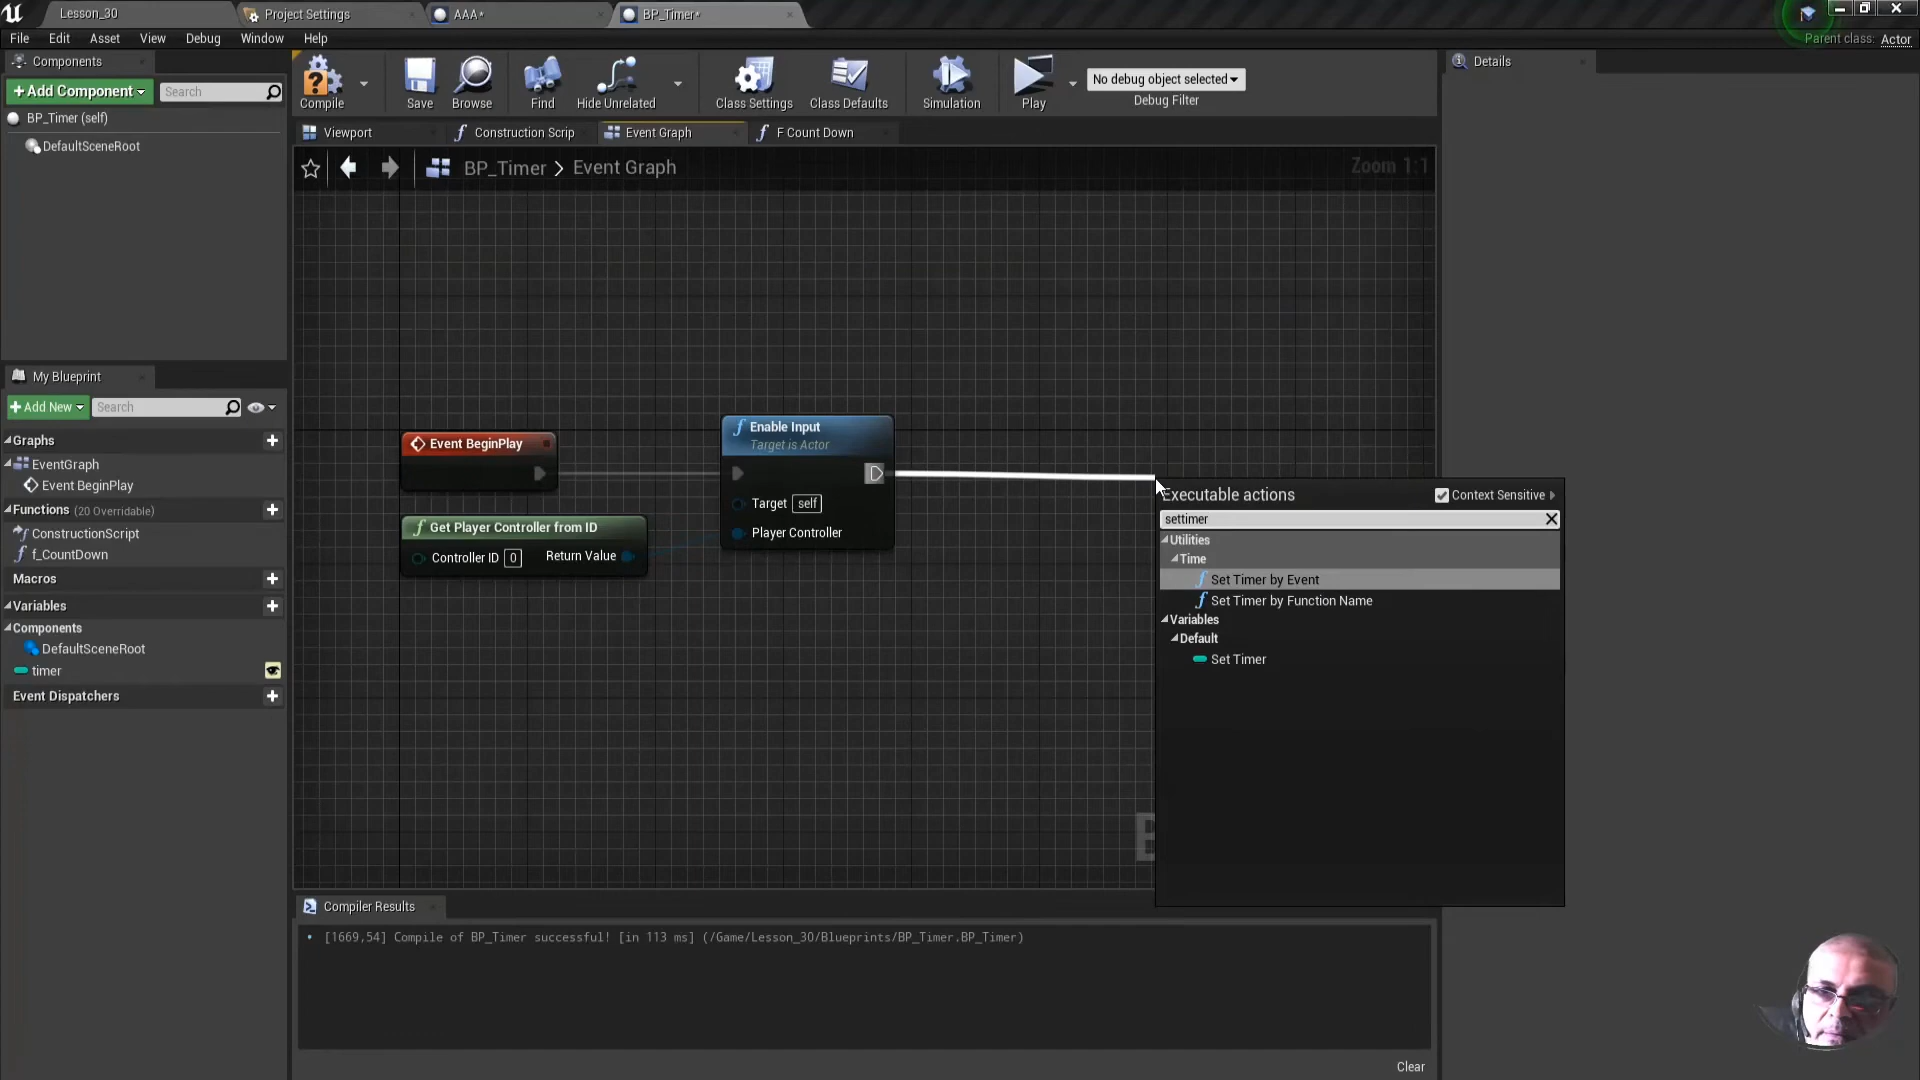 Lesson_30
Project Settings
AAA*
BP_Timer*
File Edit Asset View Debug Window Help
Parent class: Actor
Components
+Add Component
Search
BP_Timer (self)
DefaultSceneRoot
Compile
Save
Browse
Find
Hide Unrelated
Class Settings
Class Defaults
Simulation
Play
No debug object selected
Debug Filter
Details
Viewport
Construction Scrip
Event Graph
F Count Down
BP_Timer > Event Graph
Zoom 1:1
My Blueprint
+Add New
Search
Graphs
EventGraph
Event BeginPlay
Functions (20 Overridable)
ConstructionScript
f_CountDown
Macros
Variables
Components
DefaultSceneRoot
timer
Event Dispatchers
Event BeginPlay
Get Player Controller from ID
Controller ID 0 Return Value
Enable Input
Target is Actor
Target self
Player Controller
Executable actions
Context Sensitive
settimer
Utilities
Time
Set Timer by Event
Set Timer by Function Name
Variables
Default
Set Timer
Compiler Results
[1669,54] Compile of BP_Timer successful! [in 113 ms] (/Game/Lesson_30/Blueprints/BP_Timer.BP_Timer)
Clear